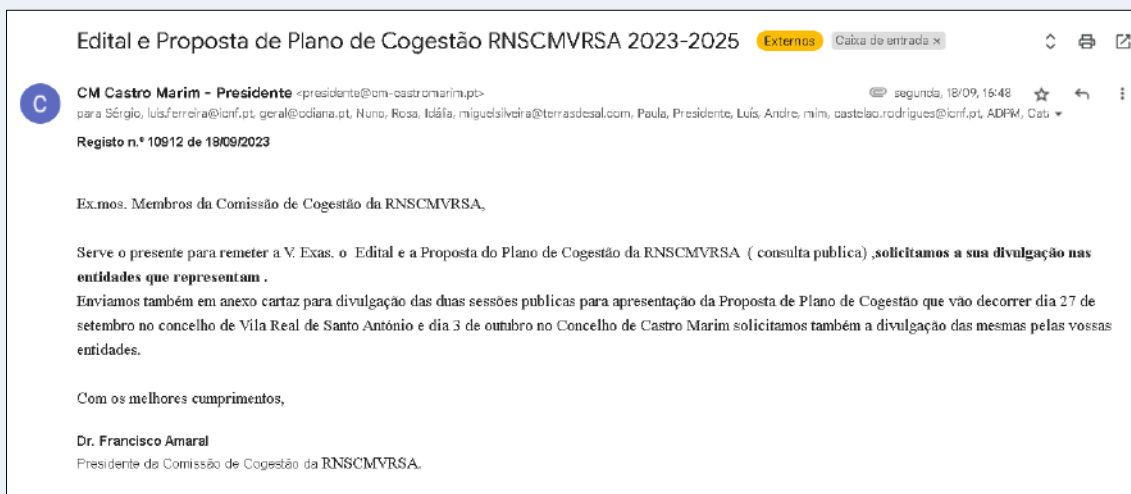 Edital e Proposta de Plano de Cogestão RNSCMVRSA 2023-2025 Externos Caixa de entrada ×
C
CM Castro Marim - Presidente <presidente@cm-castromarim.pt> segunda, 18/09, 16:48
para Sérgio, luis.ferreira@icnf.pt, geral@odiana.pt, Nuno, Rosa, Idália, miguelsilveira@terrasdesal.com, Paula, Presidente, Luís, Andre, mim, castelao.rodrigues@icnf.pt, ADPM, Cat.
Registo n.º 10912 de 18/09/2023
Ex.mos. Membros da Comissão de Cogestão da RNSCMVRSA,
Serve o presente para remeter a V. Exas. o Edital e a Proposta do Plano de Cogestão da RNSCMVRSA ( consulta publica) ,solicitamos a sua divulgação nas
entidades que representam .
Enviamos também em anexo cartaz para divulgação das duas sessões publicas para apresentação da Proposta de Plano de Cogestão que vão decorrer dia 27 de
setembro no concelho de Vila Real de Santo António e dia 3 de outubro no Concelho de Castro Marim solicitamos também a divulgação das mesmas pelas vossas
entidades.
Com os melhores cumprimentos,
Dr. Francisco Amaral
Presidente da Comissão de Cogestão da RNSCMVRSA.